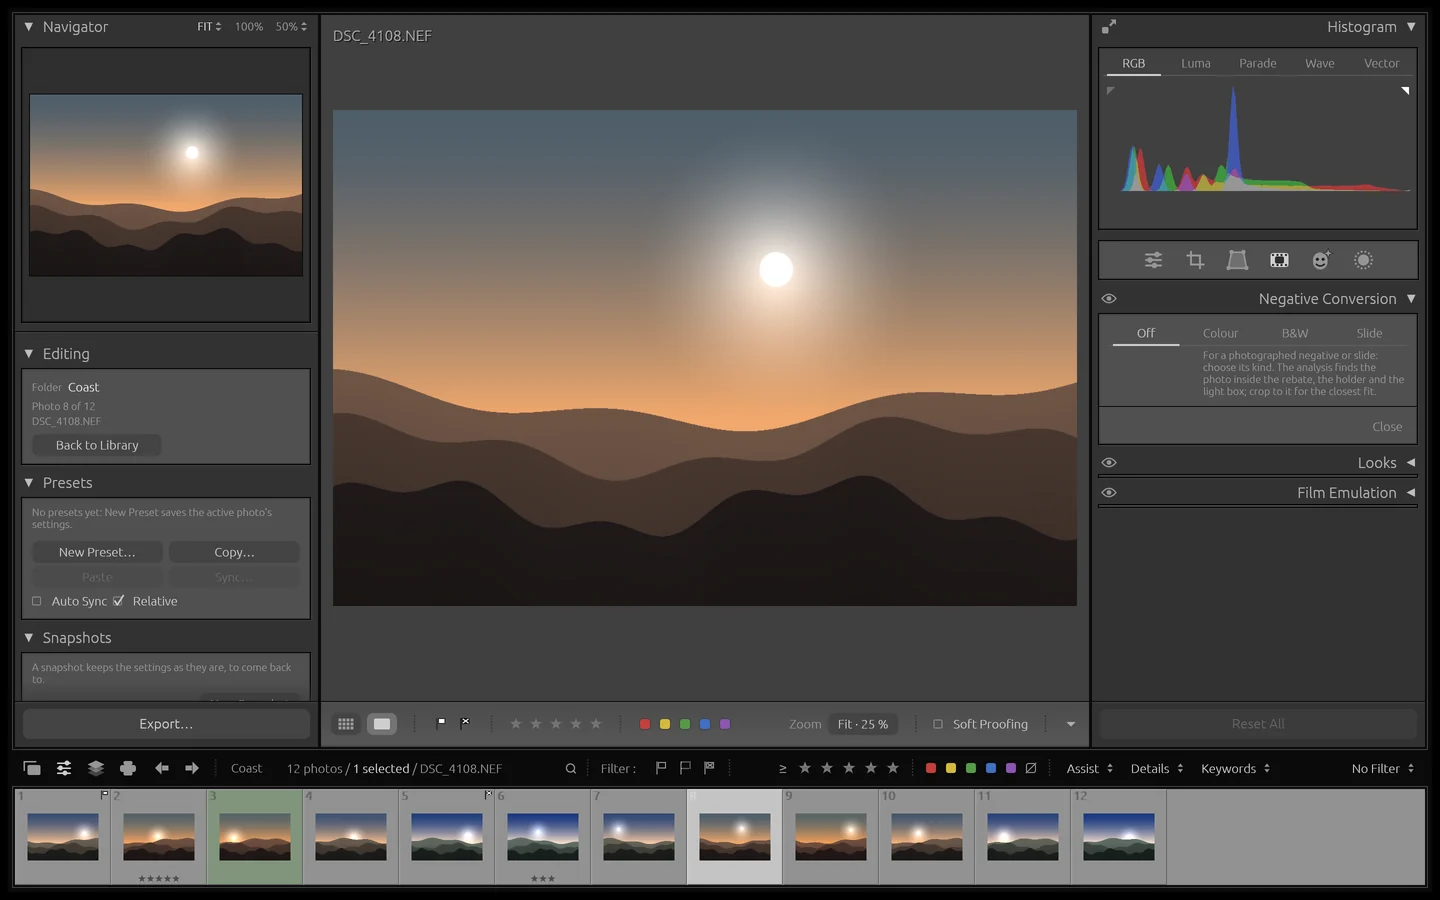 Navigator
FIT 100% 50%
DSC_4108.NEF
Histogram
RGB Luma Parade Wave Vector
Editing
Folder Coast
Photo 8 of 12
DSC_4108.NEF
Back to Library
Presets
No presets yet: New Preset saves the active photo's
settings.
New Preset… Copy…
Paste Sync…
Auto Sync Relative
Snapshots
A snapshot keeps the settings as they are, to come back
to.
Export…
Negative Conversion
Off Colour B&W Slide
For a photographed negative or slide:
choose its kind. The analysis finds the
photo inside the rebate, the holder and the
light box; crop to it for the closest fit.
Close
Looks
Film Emulation
Zoom Fit · 25 % Soft Proofing
Reset All
Coast 12 photos / 1 selected / DSC_4108.NEF Filter : ≥ Assist Details Keywords No Filter
1 2 3 4 5 6 7 8 9 10 11 12